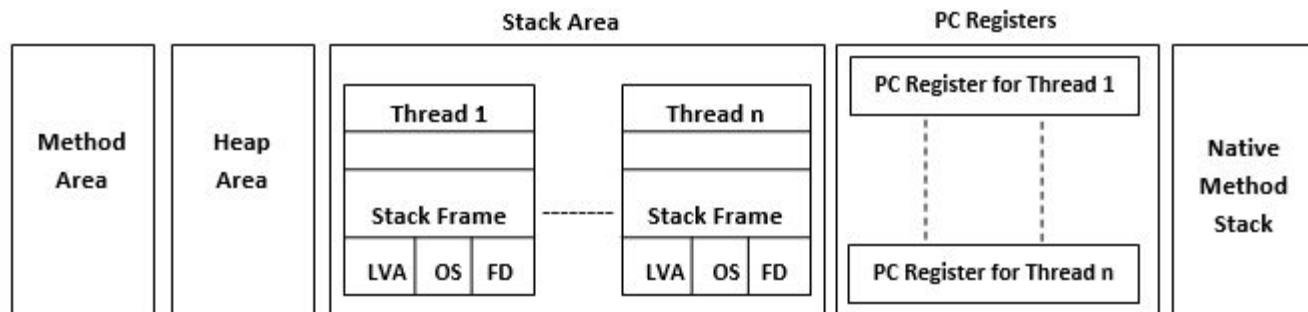 Stack Area
PC Registers
Method
Area
Heap
Area
Thread 1
Stack Frame
LVA OS FD
Thread n
Stack Frame
LVA OS FD
PC Register for Thread 1
PC Register for Thread n
Native
Method
Stack